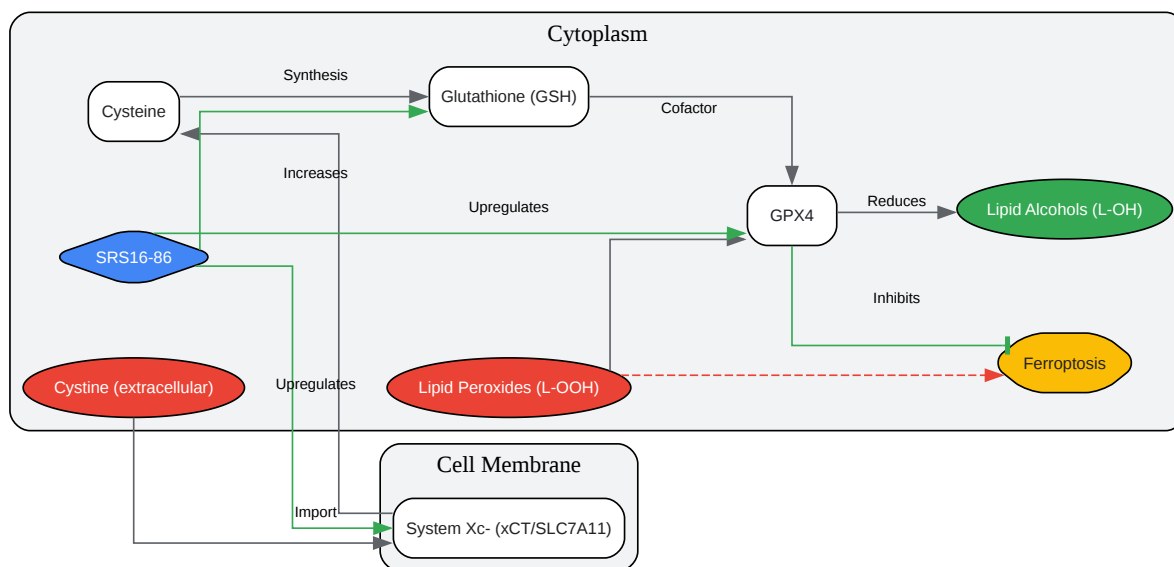 Cytoplasm
Synthesis
Cysteine
Glutathione (GSH)
Cofactor
Increases
Upregulates
GPX4
Reduces
Lipid Alcohols (L-OH)
SRS16-86
Inhibits
Ferroptosis
Cystine (extracellular)
Upregulates
Lipid Peroxides (L-OOH)
Cell Membrane
Import
System Xc- (xCT/SLC7A11)